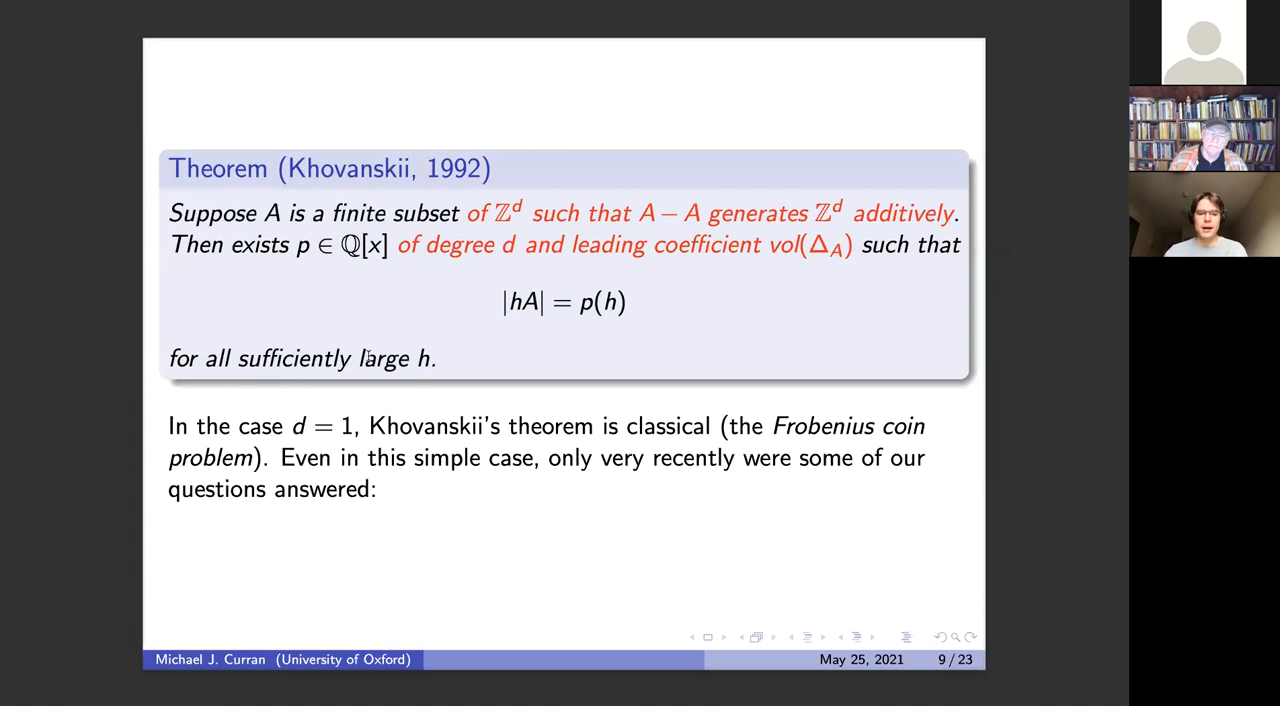 Theorem (Khovanskii, 1992)
Suppose A is a finite subset of ℤᵈ such that A − A generates ℤᵈ additively.
Then exists p ∈ ℚ[x] of degree d and leading coefficient vol(Δ_A) such that
|hA| = p(h)
for all sufficiently large h.
In the case d = 1, Khovanskii's theorem is classical (the Frobenius coin
problem). Even in this simple case, only very recently were some of our
questions answered:
Michael J. Curran (University of Oxford) May 25, 2021 9 / 23